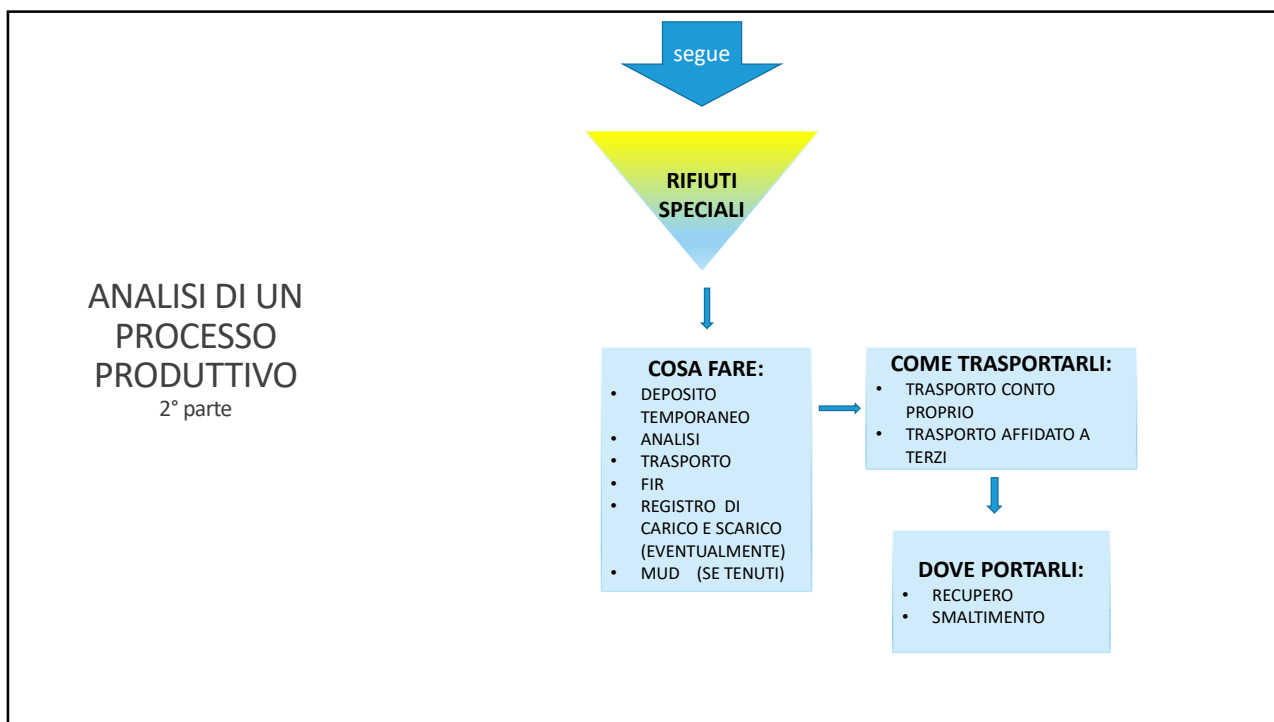 segue
RIFIUTI
SPECIALI
ANALISI DI UN
PROCESSO
PRODUTTIVO
2° parte
COSA FARE:
• DEPOSITO
TEMPORANEO
• ANALISI
• TRASPORTO
• FIR
• REGISTRO DI
CARICO E SCARICO
(EVENTUALMENTE)
• MUD (SE TENUTI)
COME TRASPORTARLI:
• TRASPORTO CONTO
PROPRIO
• TRASPORTO AFFIDATO A
TERZI
DOVE PORTARLI:
• RECUPERO
• SMALTIMENTO